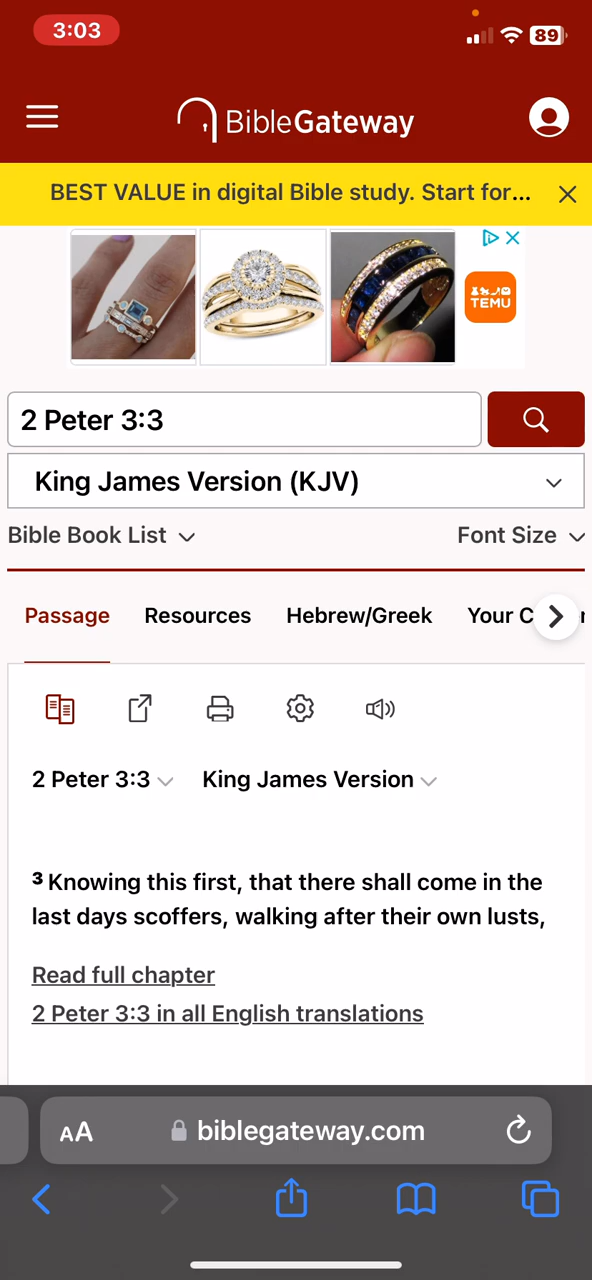 3:03
89
BibleGateway
BEST VALUE in digital Bible study. Start for...
TEMU
2 Peter 3:3
King James Version (KJV)
Bible Book List
Font Size
Passage Resources Hebrew/Greek Your C
2 Peter 3:3 King James Version
3 Knowing this first, that there shall come in the
last days scoffers, walking after their own lusts,
Read full chapter
2 Peter 3:3 in all English translations
AA biblegateway.com